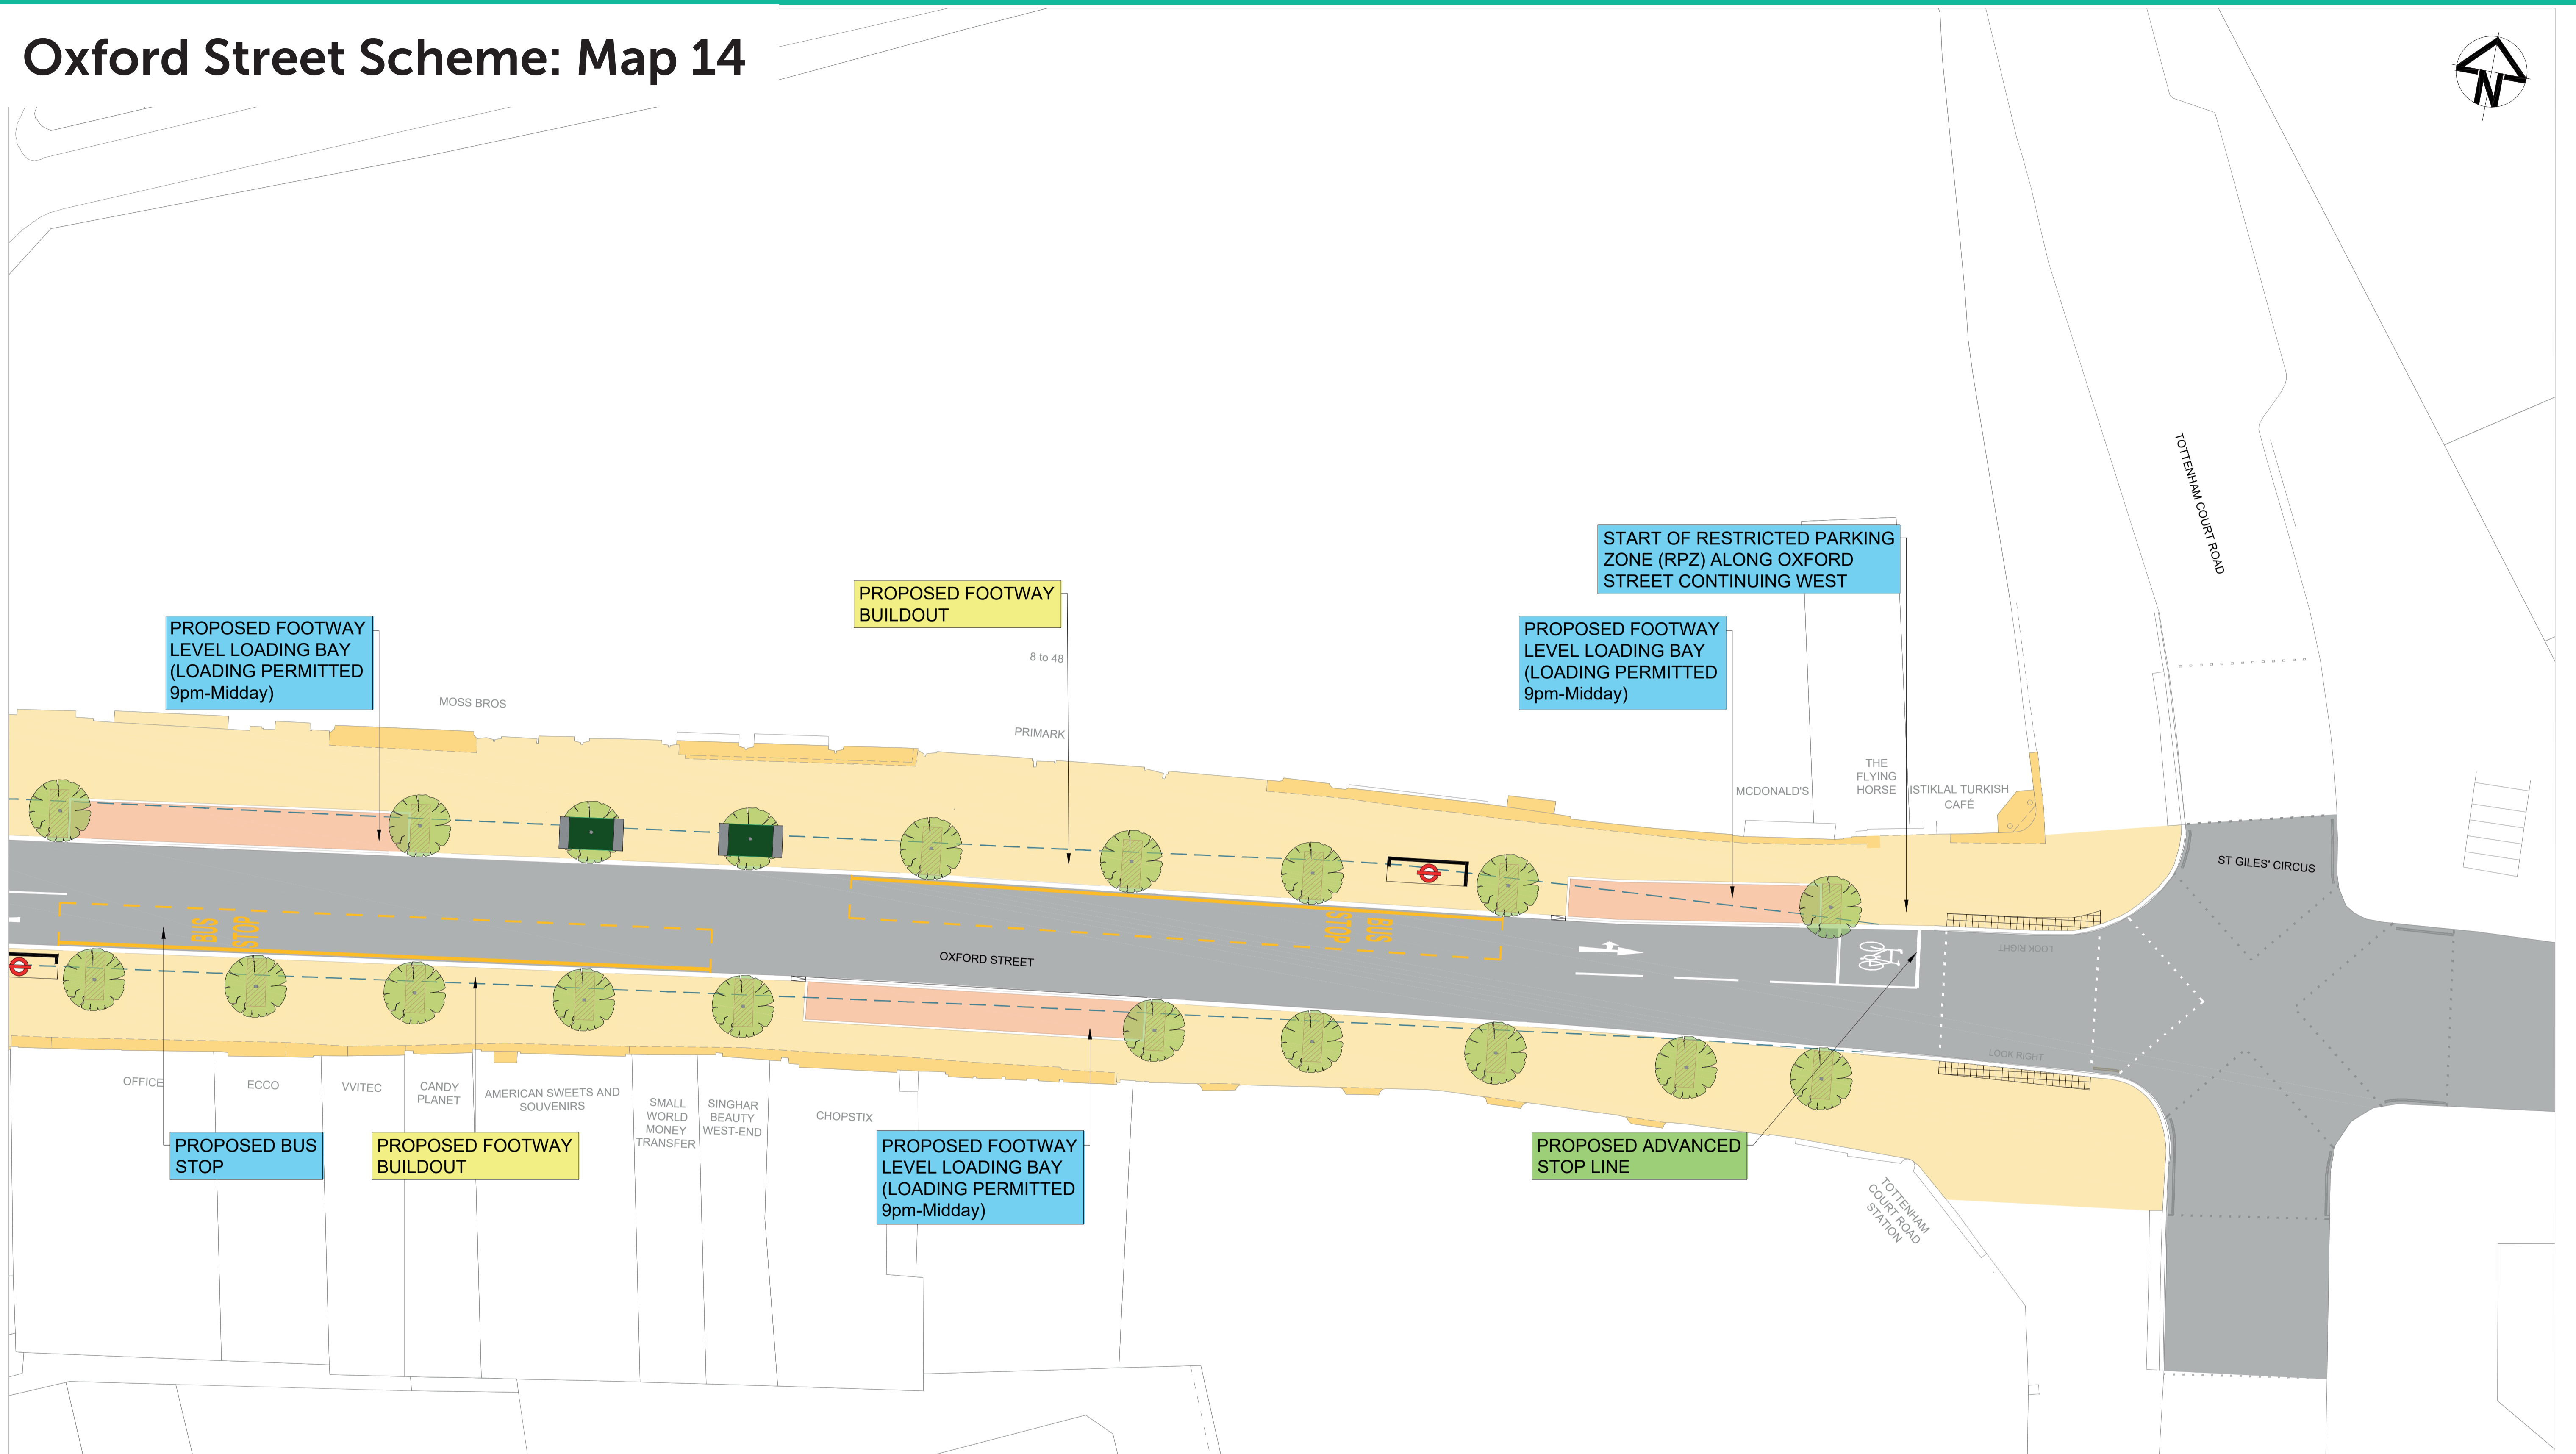 Oxford Street Scheme: Map 14
N
TOTTENHAM COURT ROAD
START OF RESTRICTED PARKING
ZONE (RPZ) ALONG OXFORD
STREET CONTINUING WEST
PROPOSED FOOTWAY
BUILDOUT
PROPOSED FOOTWAY
LEVEL LOADING BAY
(LOADING PERMITTED
9pm-Midday)
PROPOSED FOOTWAY
LEVEL LOADING BAY
(LOADING PERMITTED
9pm-Midday)
8 to 48
MOSS BROS
PRIMARK
MCDONALD'S
THE
FLYING
HORSE
ISTIKLAL TURKISH
CAFÉ
ST GILES' CIRCUS
BUS
STOP
BUS
STOP
LOOK RIGHT
OXFORD STREET
LOOK RIGHT
OFFICE
ECCO
VVITEC
CANDY
PLANET
AMERICAN SWEETS AND
SOUVENIRS
SMALL
WORLD
MONEY
TRANSFER
SINGHAR
BEAUTY
WEST-END
CHOPSTIX
PROPOSED BUS
STOP
PROPOSED FOOTWAY
BUILDOUT
PROPOSED FOOTWAY
LEVEL LOADING BAY
(LOADING PERMITTED
9pm-Midday)
PROPOSED ADVANCED
STOP LINE
TOTTENHAM
COURT ROAD
STATION